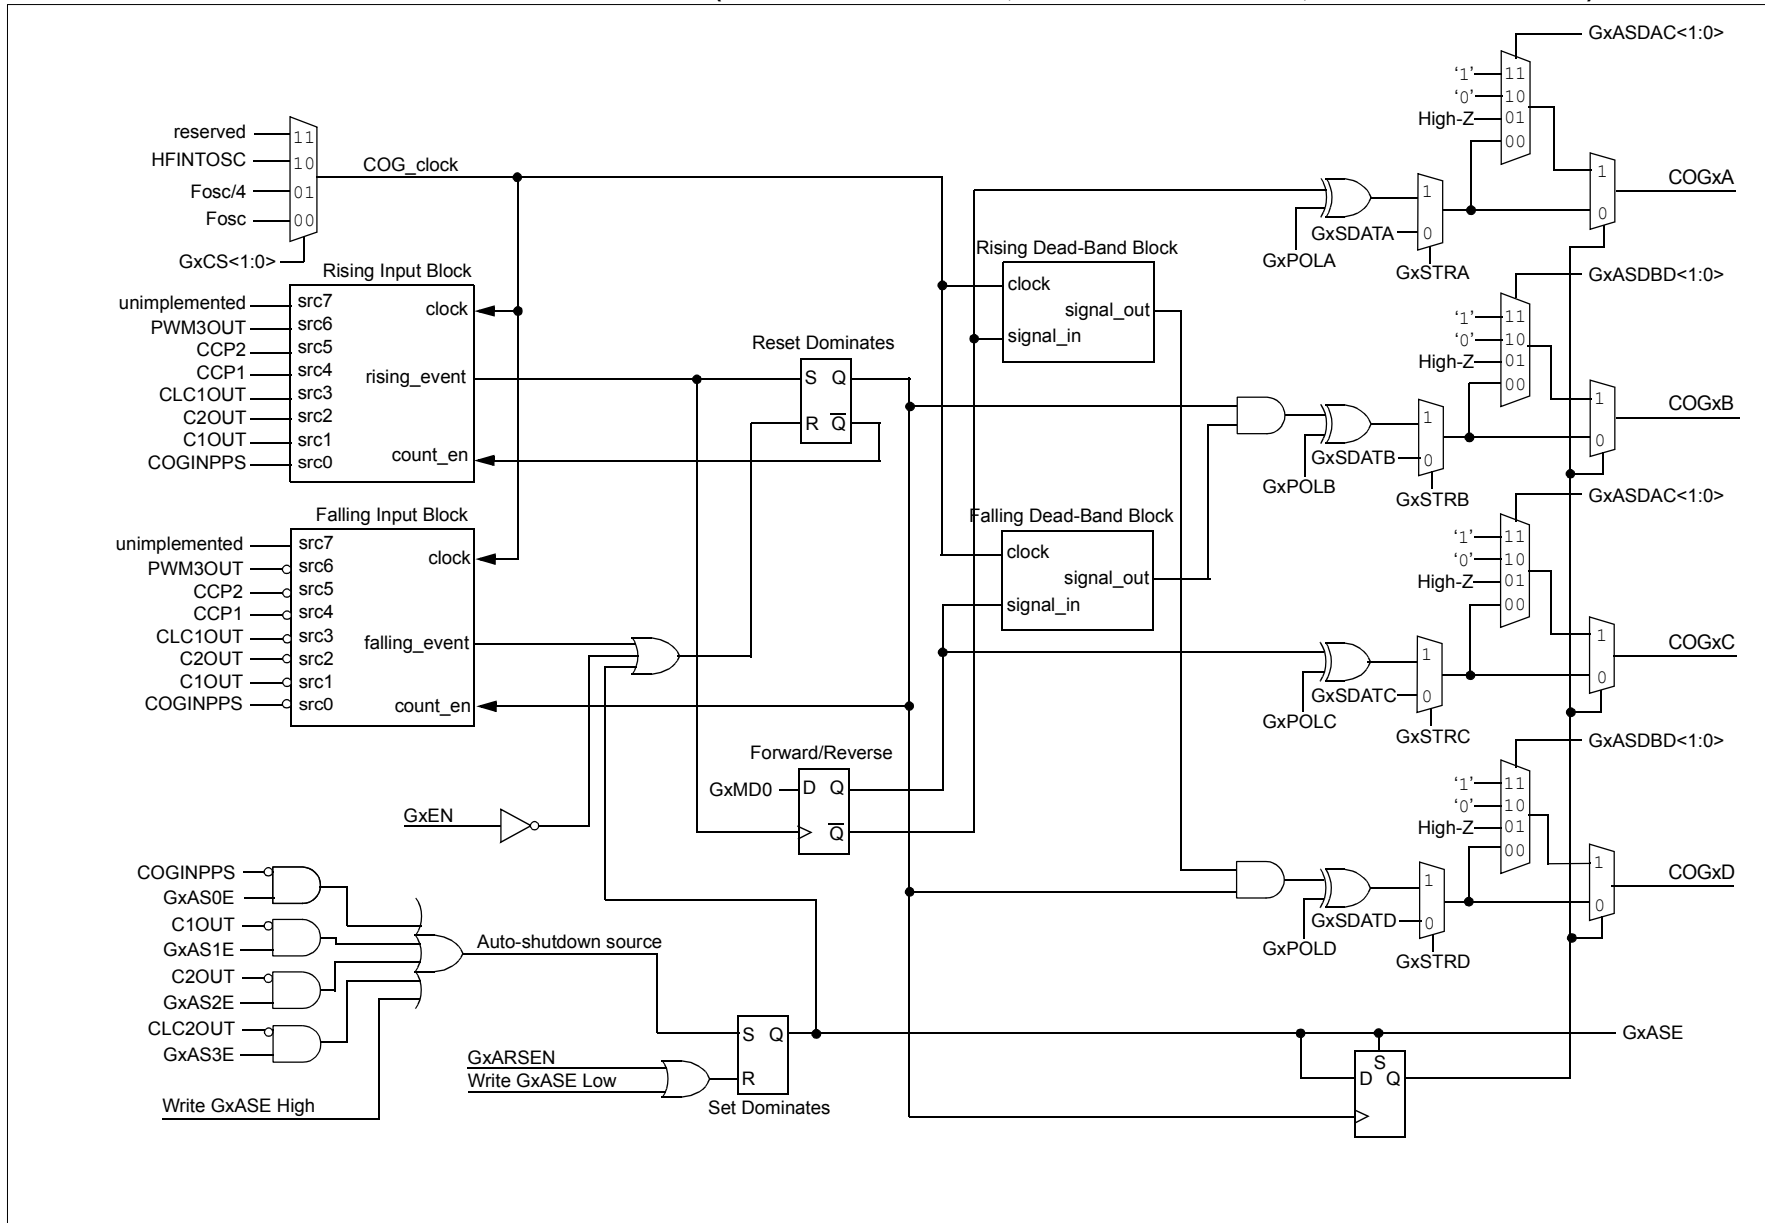 GxASDAC<1:0>
'1'
11
'0'
10
High-Z
01
00
reserved
11
HFINTOSC
10
Fosc/4
01
Fosc
00
GxCS<1:0>
COG_clock
1
0
COGxA
1
0
GxSDATA
GxPOLA
GxSTRA
Rising Input Block
unimplemented
src7
PWM3OUT
src6
CCP2
src5
CCP1
src4
CLC1OUT
src3
C2OUT
src2
C1OUT
src1
COGINPPS
src0
clock
rising_event
count_en
Reset Dominates
S Q
R Q
Rising Dead-Band Block
clock
signal_out
signal_in
GxASDBD<1:0>
'1'
11
'0'
10
High-Z
01
00
1
0
COGxB
1
0
GxSDATB
GxPOLB
GxSTRB
Falling Input Block
unimplemented
src7
PWM3OUT
src6
CCP2
src5
CCP1
src4
CLC1OUT
src3
C2OUT
src2
C1OUT
src1
COGINPPS
src0
clock
falling_event
count_en
Falling Dead-Band Block
clock
signal_out
signal_in
GxASDAC<1:0>
'1'
11
'0'
10
High-Z
01
00
1
0
COGxC
1
0
GxSDATC
GxPOLC
GxSTRC
Forward/Reverse
GxMD0
D Q
Q
GxEN
GxASDBD<1:0>
'1'
11
'0'
10
High-Z
01
00
1
0
COGxD
1
0
GxSDATD
GxPOLD
GxSTRD
COGINPPS
GxAS0E
C1OUT
GxAS1E
C2OUT
GxAS2E
CLC2OUT
GxAS3E
Write GxASE High
Auto-shutdown source
GxARSEN
Write GxASE Low
S Q
R
Set Dominates
S
D Q
GxASE